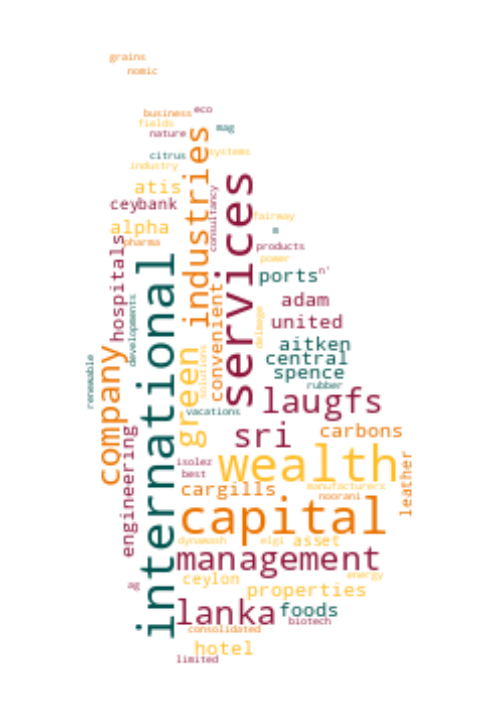 grains
nomic
business
eco
fields
mag
nature
industries
citrus
systems
industry
services
atis
consultancy
ceybank
fairway
alpha
m
hospitals
pharma
products
international
power
ports
n'
convenient
developments
adam
delmage
united
aitken
solutions
green
company
central
renewable
spence
rubber
laugfs
vacations
sri
carbons
engineering
wealth
leather
isolez
best
cargills
manufacturers
noorani
capital
dynawash
elgi
asset
management
ceylon
energy
ag
properties
lanka
foods
biotech
consolidated
hotel
limited